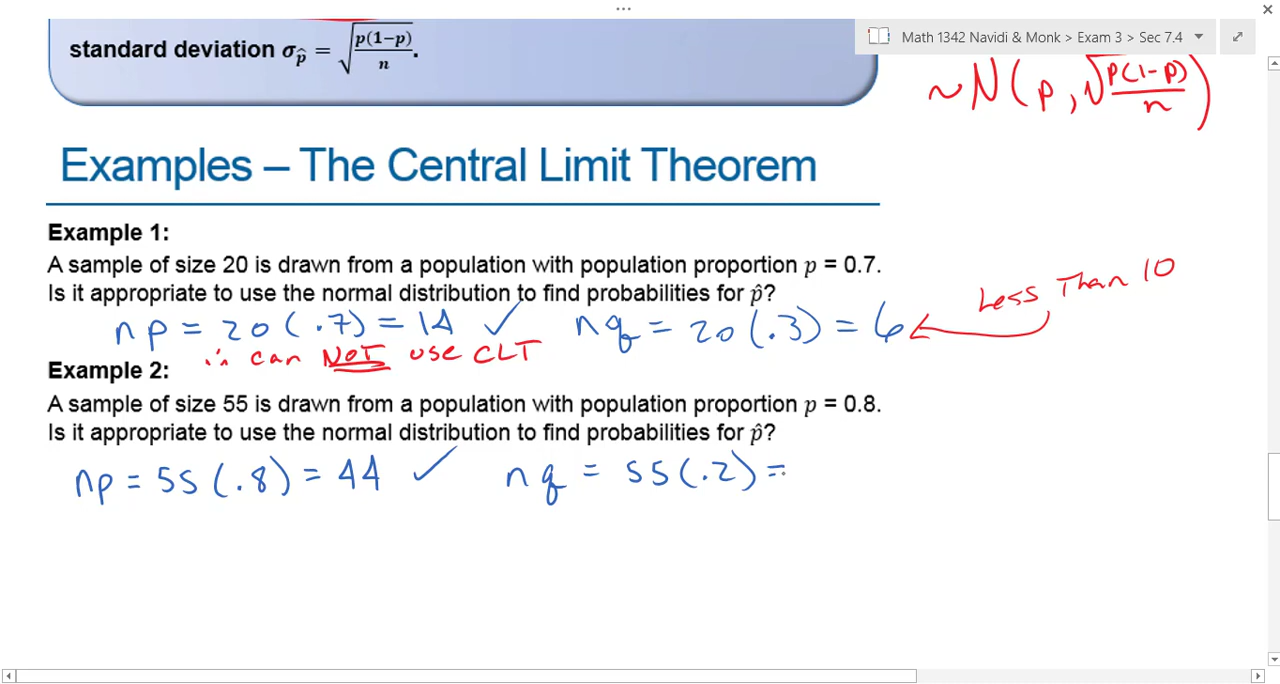 Math 1342 Navidi & Monk > Exam 3 > Sec 7.4
standard deviation σ_p̂ = √(p(1−p)/n).
~N(p, √(p(1-p)/n))
Examples – The Central Limit Theorem
Example 1:
A sample of size 20 is drawn from a population with population proportion p = 0.7.
Is it appropriate to use the normal distribution to find probabilities for p̂?
Less Than 10
np = 20(.7) = 14 ✓ nq = 20(.3) = 6
∴ can NOT use CLT
Example 2:
A sample of size 55 is drawn from a population with population proportion p = 0.8.
Is it appropriate to use the normal distribution to find probabilities for p̂?
np = 55(.8) = 44 ✓ nq = 55(.2) =